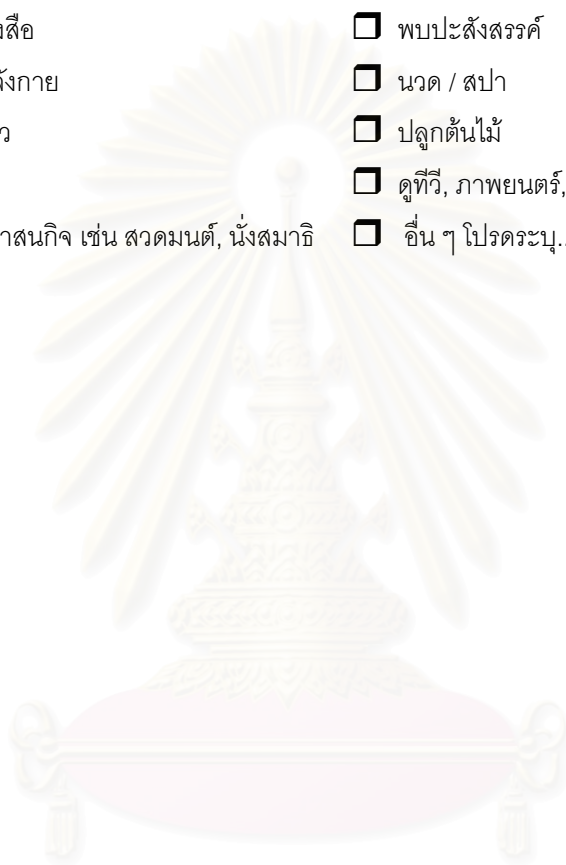 งสือ ❒ พบปะสังสรรค์
งกาย ❒ นวด / สปา
ว ❒ ปลูกต้นไม้
❒ ดูทีวี, ภาพยนตร์,
าสนกิจ เช่น สวดมนต์, นั่งสมาธิ ❒ อื่น ๆ โปรดระบุ..